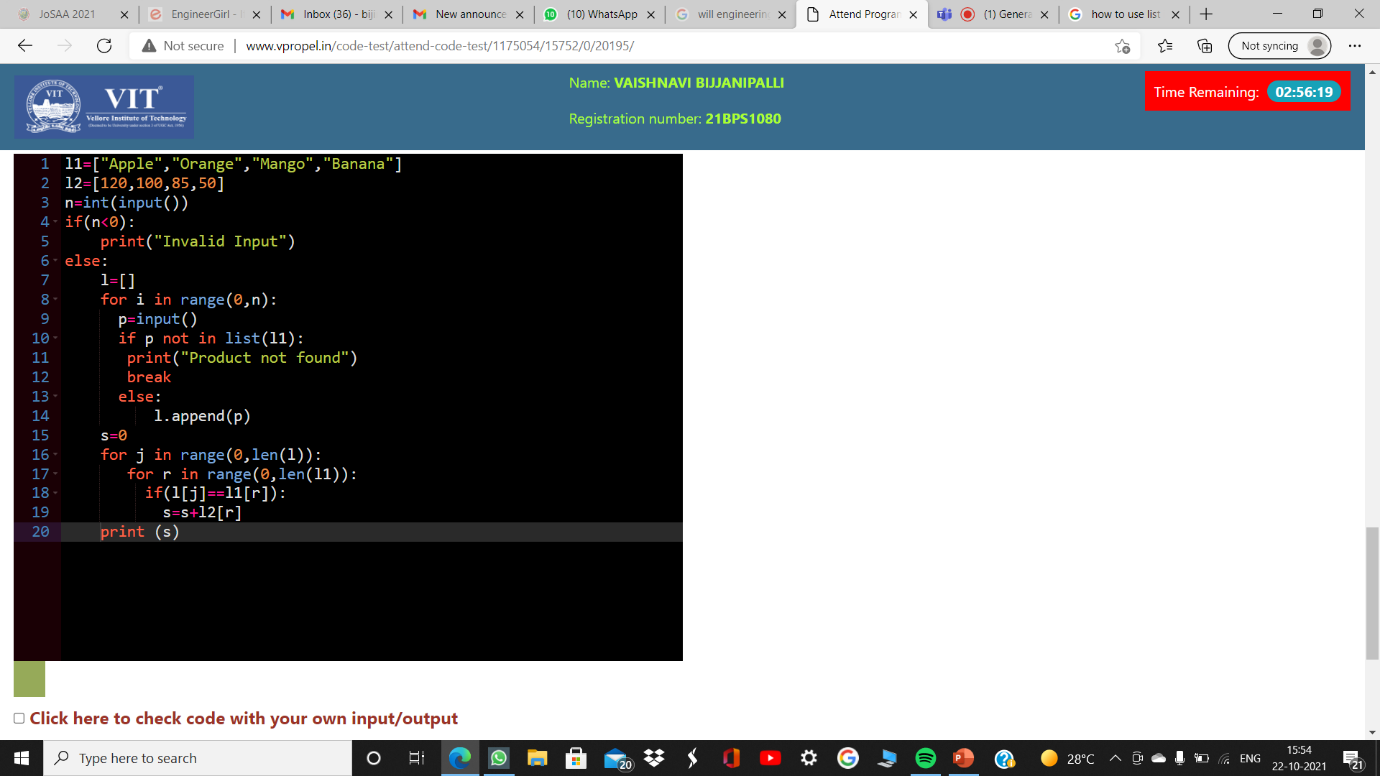 JoSAA 2021
EngineerGirl -
Inbox (36) - biji
New announce
(10) WhatsApp
will engineerin
Attend Progran
(1) Genera
how to use list
Not secure | www.vpropel.in/code-test/attend-code-test/1175054/15752/0/20195/
Not syncing
VIT
VIT
Vellore Institute of Technology
Name: VAISHNAVI BIJJANIPALLI
Registration number: 21BPS1080
Time Remaining: 02:56:19
1 l1=["Apple","Orange","Mango","Banana"]
2 l2=[120,100,85,50]
3 n=int(input())
4 if(n<0):
5 print("Invalid Input")
6 else:
7 l=[]
8 for i in range(0,n):
9 p=input()
10 if p not in list(l1):
11 print("Product not found")
12 break
13 else:
14 l.append(p)
15 s=0
16 for j in range(0,len(l)):
17 for r in range(0,len(l1)):
18 if(l[j]==l1[r]):
19 s=s+l2[r]
20 print (s)
Click here to check code with your own input/output
Type here to search
20
28°C
ENG
15:54
22-10-2021
21